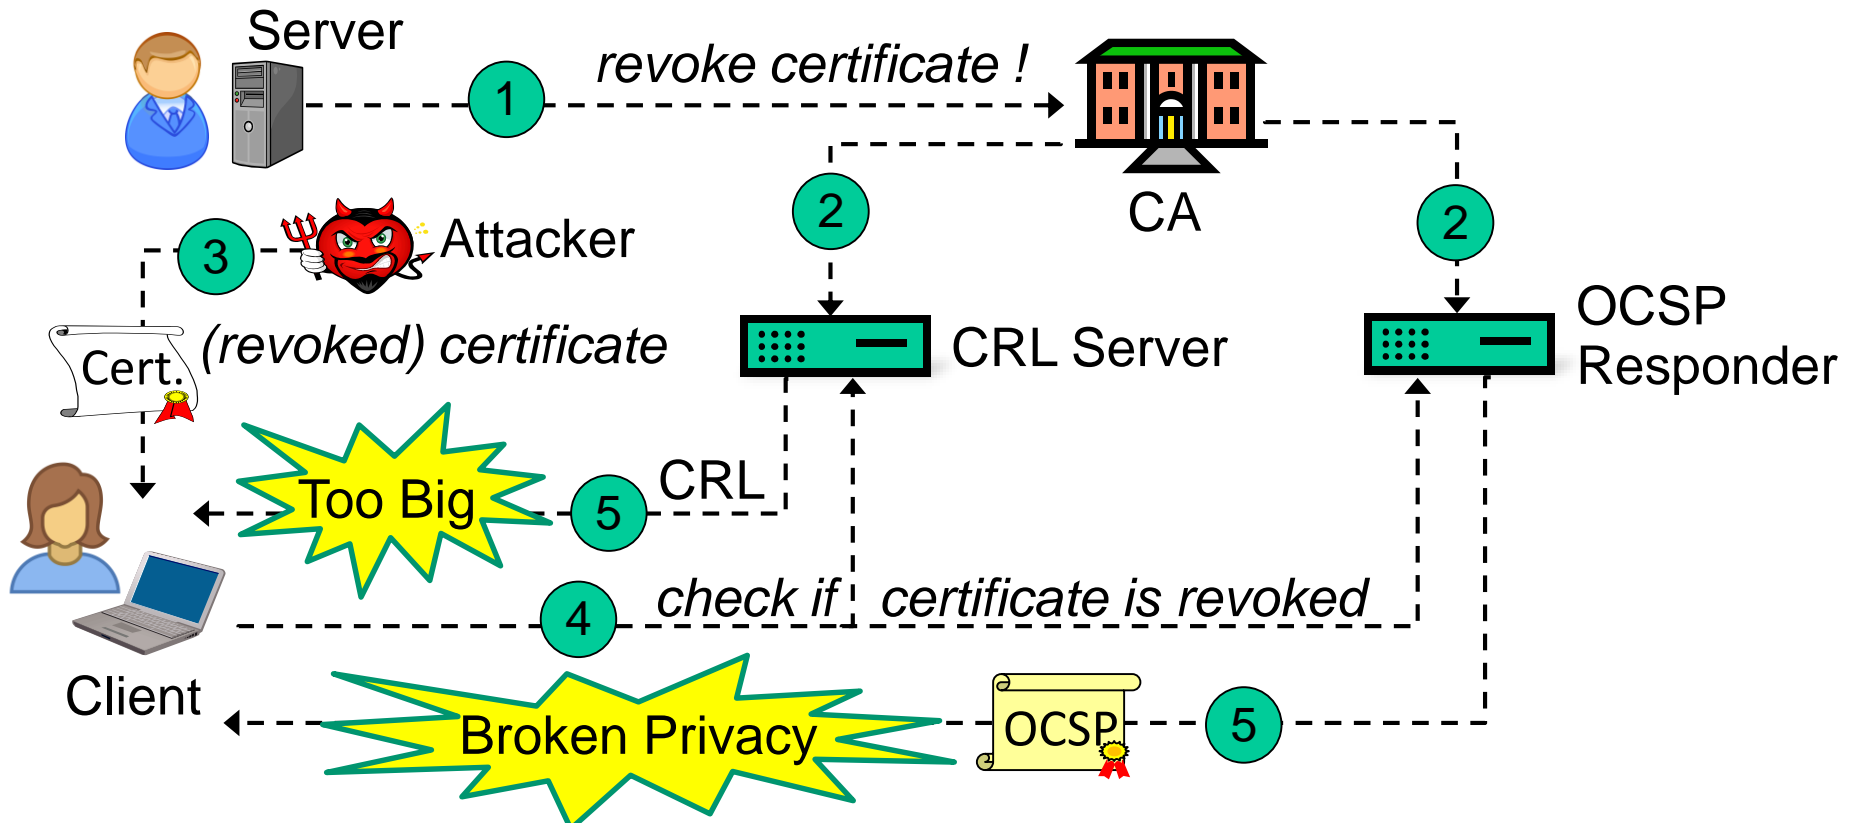 Server
1
revoke certificate !
CA
2
2
3
Attacker
Cert.
(revoked) certificate
CRL Server
OCSP
Responder
Too Big
5
CRL
4
check if certificate is revoked
Client
Broken Privacy
OCSP
5